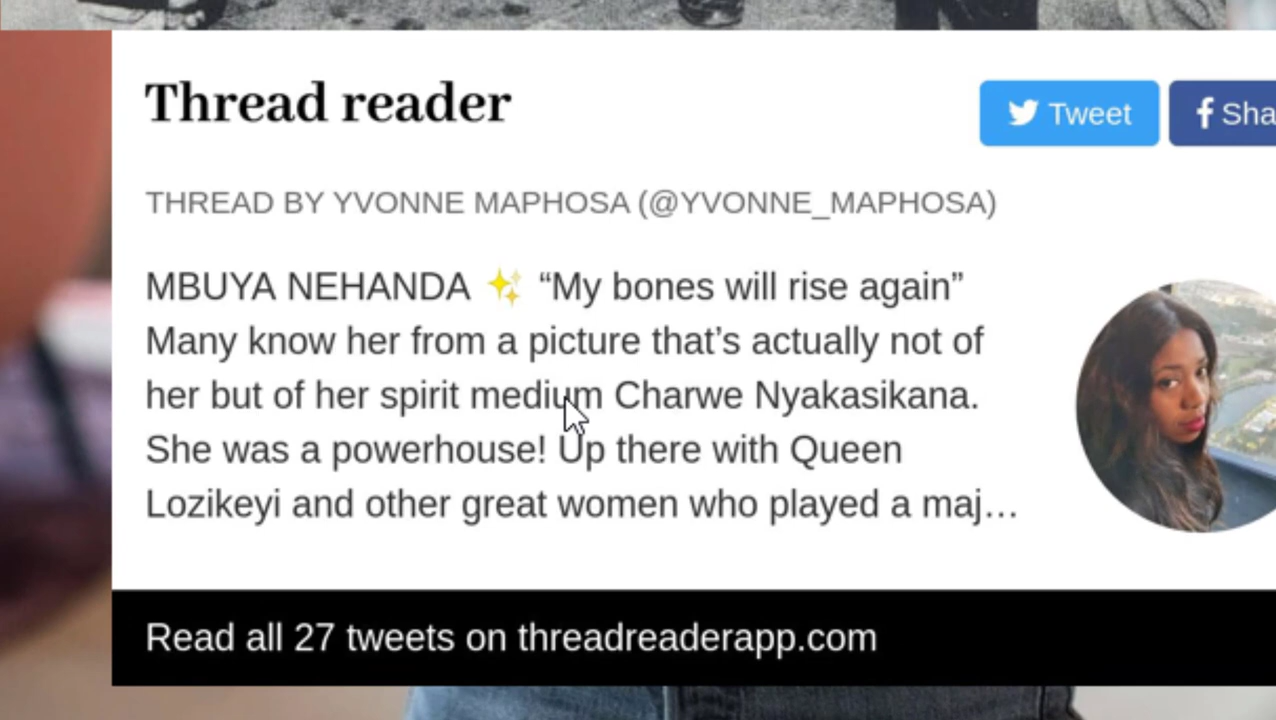 Thread reader
Tweet
Sha
THREAD BY YVONNE MAPHOSA (@YVONNE_MAPHOSA)
MBUYA NEHANDA ✨ “My bones will rise again”
Many know her from a picture that’s actually not of
her but of her spirit medium Charwe Nyakasikana.
She was a powerhouse! Up there with Queen
Lozikeyi and other great women who played a maj…
Read all 27 tweets on threadreaderapp.com